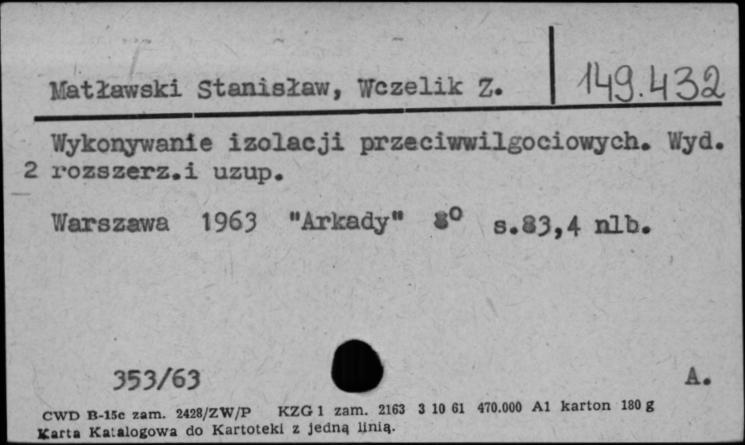 Matławski Stanisław, Wczelik Z. 149.432
Wykonywanie izolacji przeciwwilgociowych. Wyd.
2 rozszerz.i uzup.
Warszawa 1963 "Arkady" 8° s.83,4 nlb.
353/63 A.
CWD B-15c zam. 2428/ZW/P KZG 1 zam. 2163 3 10 61 470.000 A1 karton 180 g
Karta Katalogowa do Kartoteki z jedną linią.